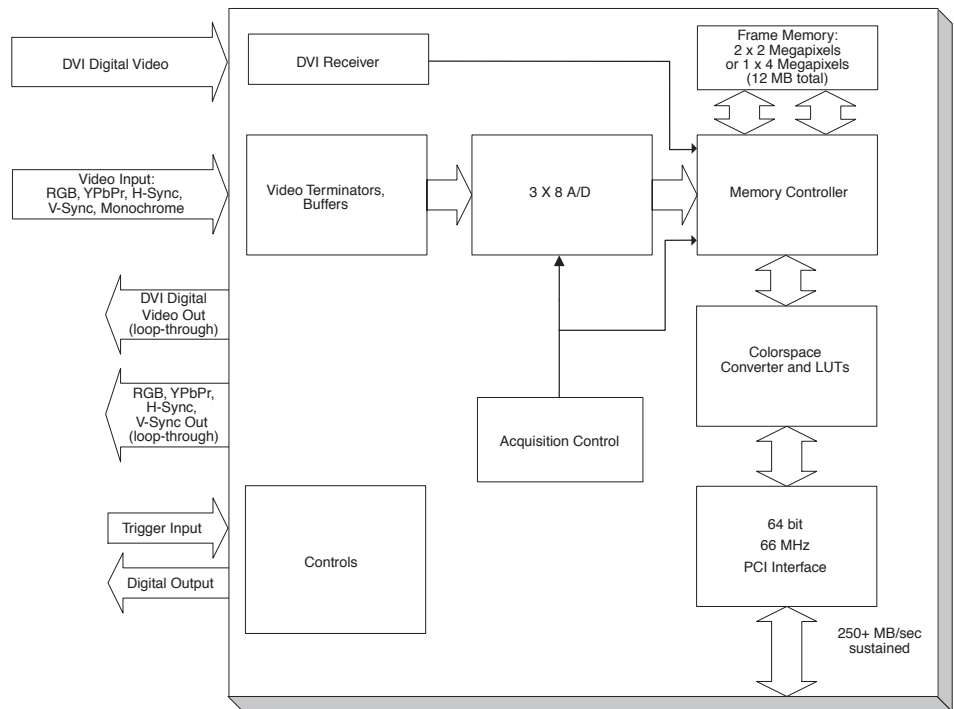 DVI Digital Video
DVI Receiver
Frame Memory:
2 x 2 Megapixels
or 1 x 4 Megapixels
(12 MB total)
Video Input:
RGB, YPbPr, H-Sync,
V-Sync, Monochrome
Video Terminators,
Buffers
3 X 8 A/D
Memory Controller
DVI Digital
Video Out
(loop-through)
Colorspace
Converter and LUTs
RGB, YPbPr,
H-Sync,
V-Sync Out
(loop-through)
Acquisition Control
Trigger Input
Digital Output
Controls
64 bit
66 MHz
PCI Interface
250+ MB/sec
sustained